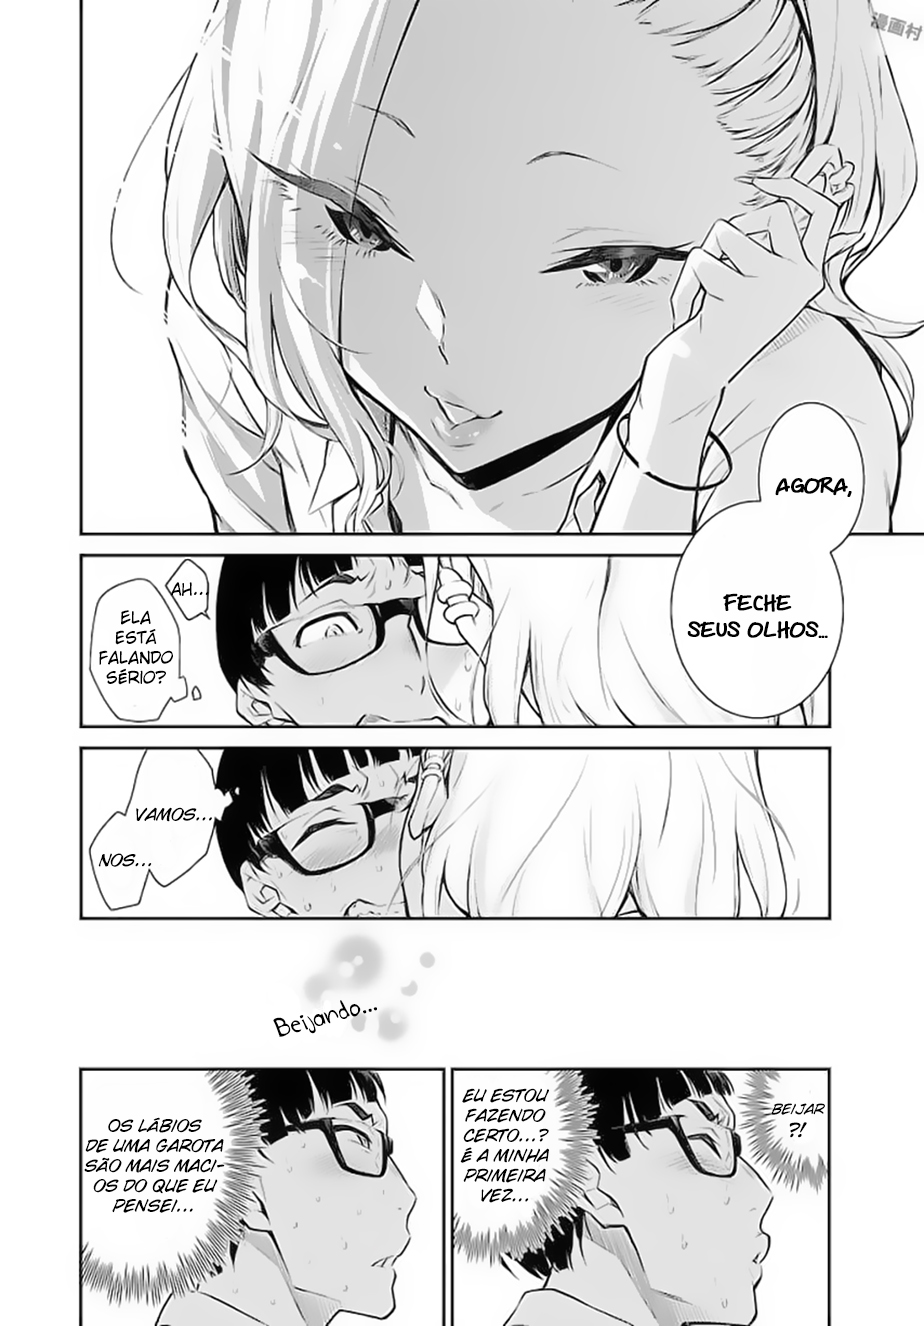 漫画村
AGORA,
FECHE
SEUS OLHOS...
AH...
ELA
ESTÁ
FALANDO
SÉRIO?
VAMOS...
NOS...
Beijando...
OS LÁBIOS
DE UMA GAROTA
SÃO MAIS MACI-
OS DO QUE EU
PENSEI...
EU ESTOU
FAZENDO
CERTO...?
É A MINHA
PRIMEIRA
VEZ...
BEIJAR
?!